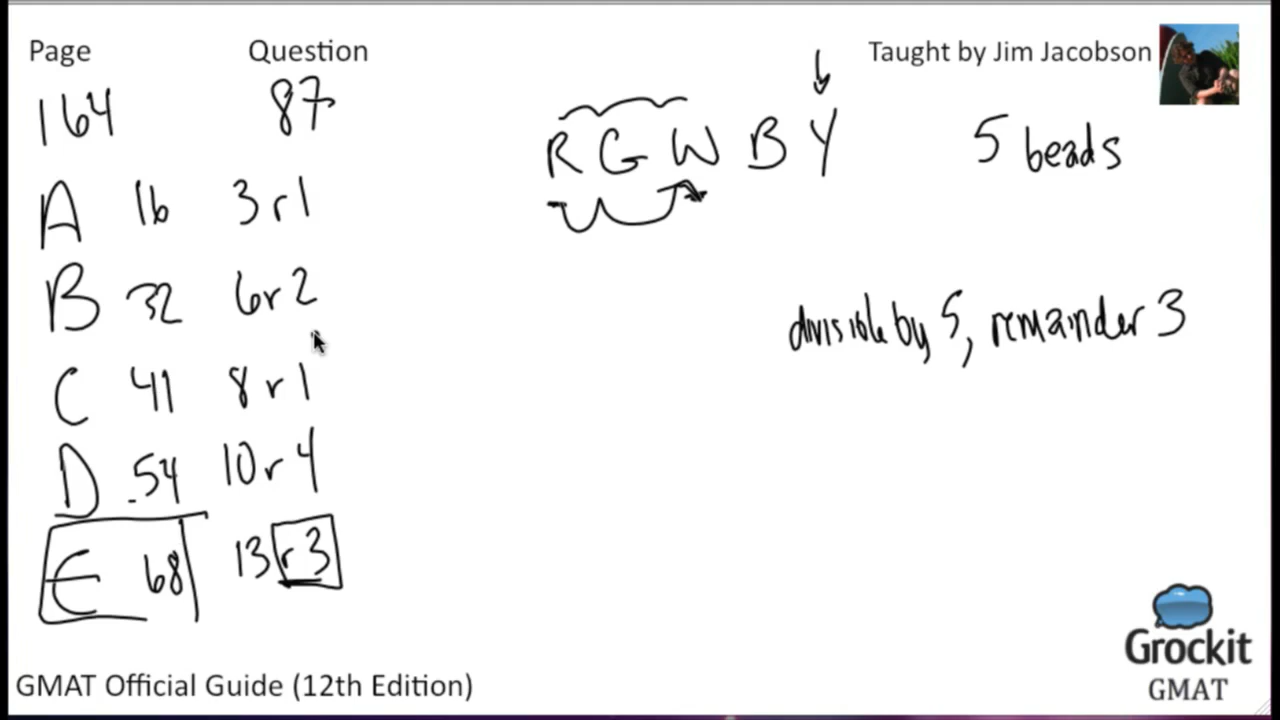 Page Question Taught by Jim Jacobson
164 87
R G W B Y 5 beads
A 16 3 r 1
B 32 6 r 2
divisible by 5, remainder 3
C 41 8 r 1
D 54 10 r 4
E 68 13 r 3
Grockit
GMAT
GMAT Official Guide (12th Edition)